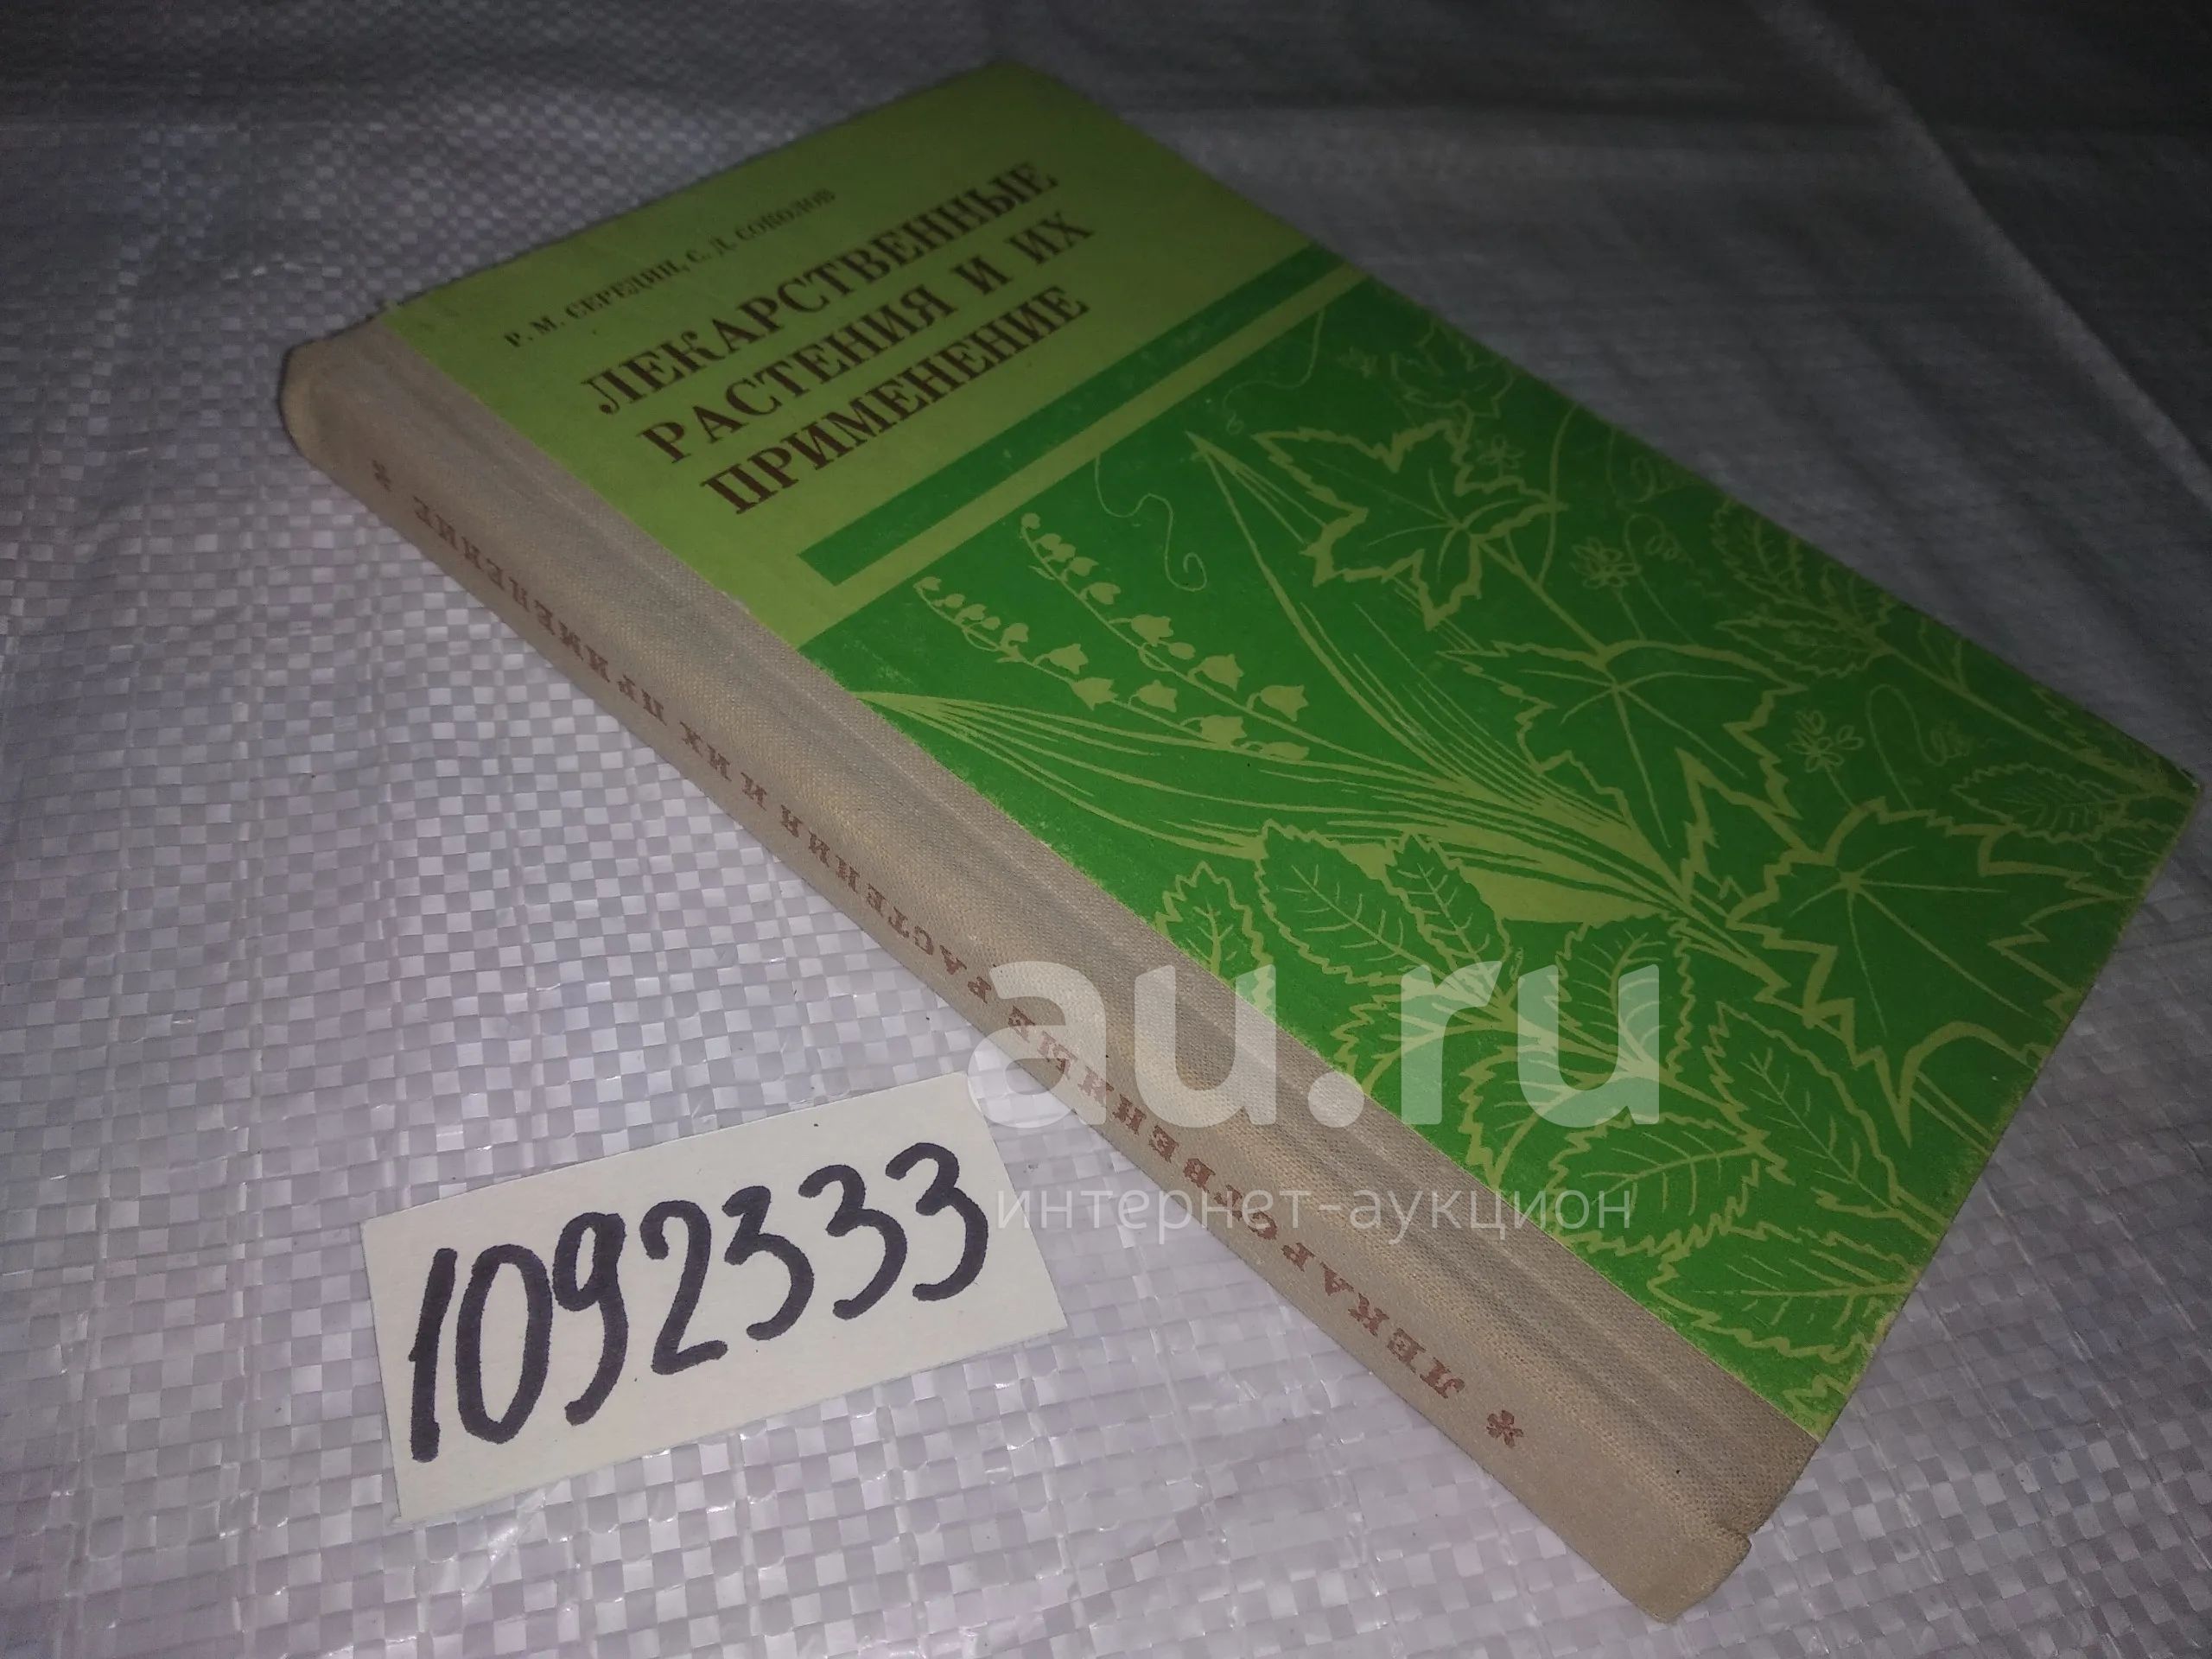 Р. М. СЕРЕДИН, С. Д. СОКОЛОВ
ЛЕКАРСТВЕННЫЕ
РАСТЕНИЯ И ИХ
ПРИМЕНЕНИЕ
* ЛЕКАРСТВЕННЫЕ РАСТЕНИЯ И ИХ ПРИМЕНЕНИЕ *
au.ru
интернет-аукцион
1092333